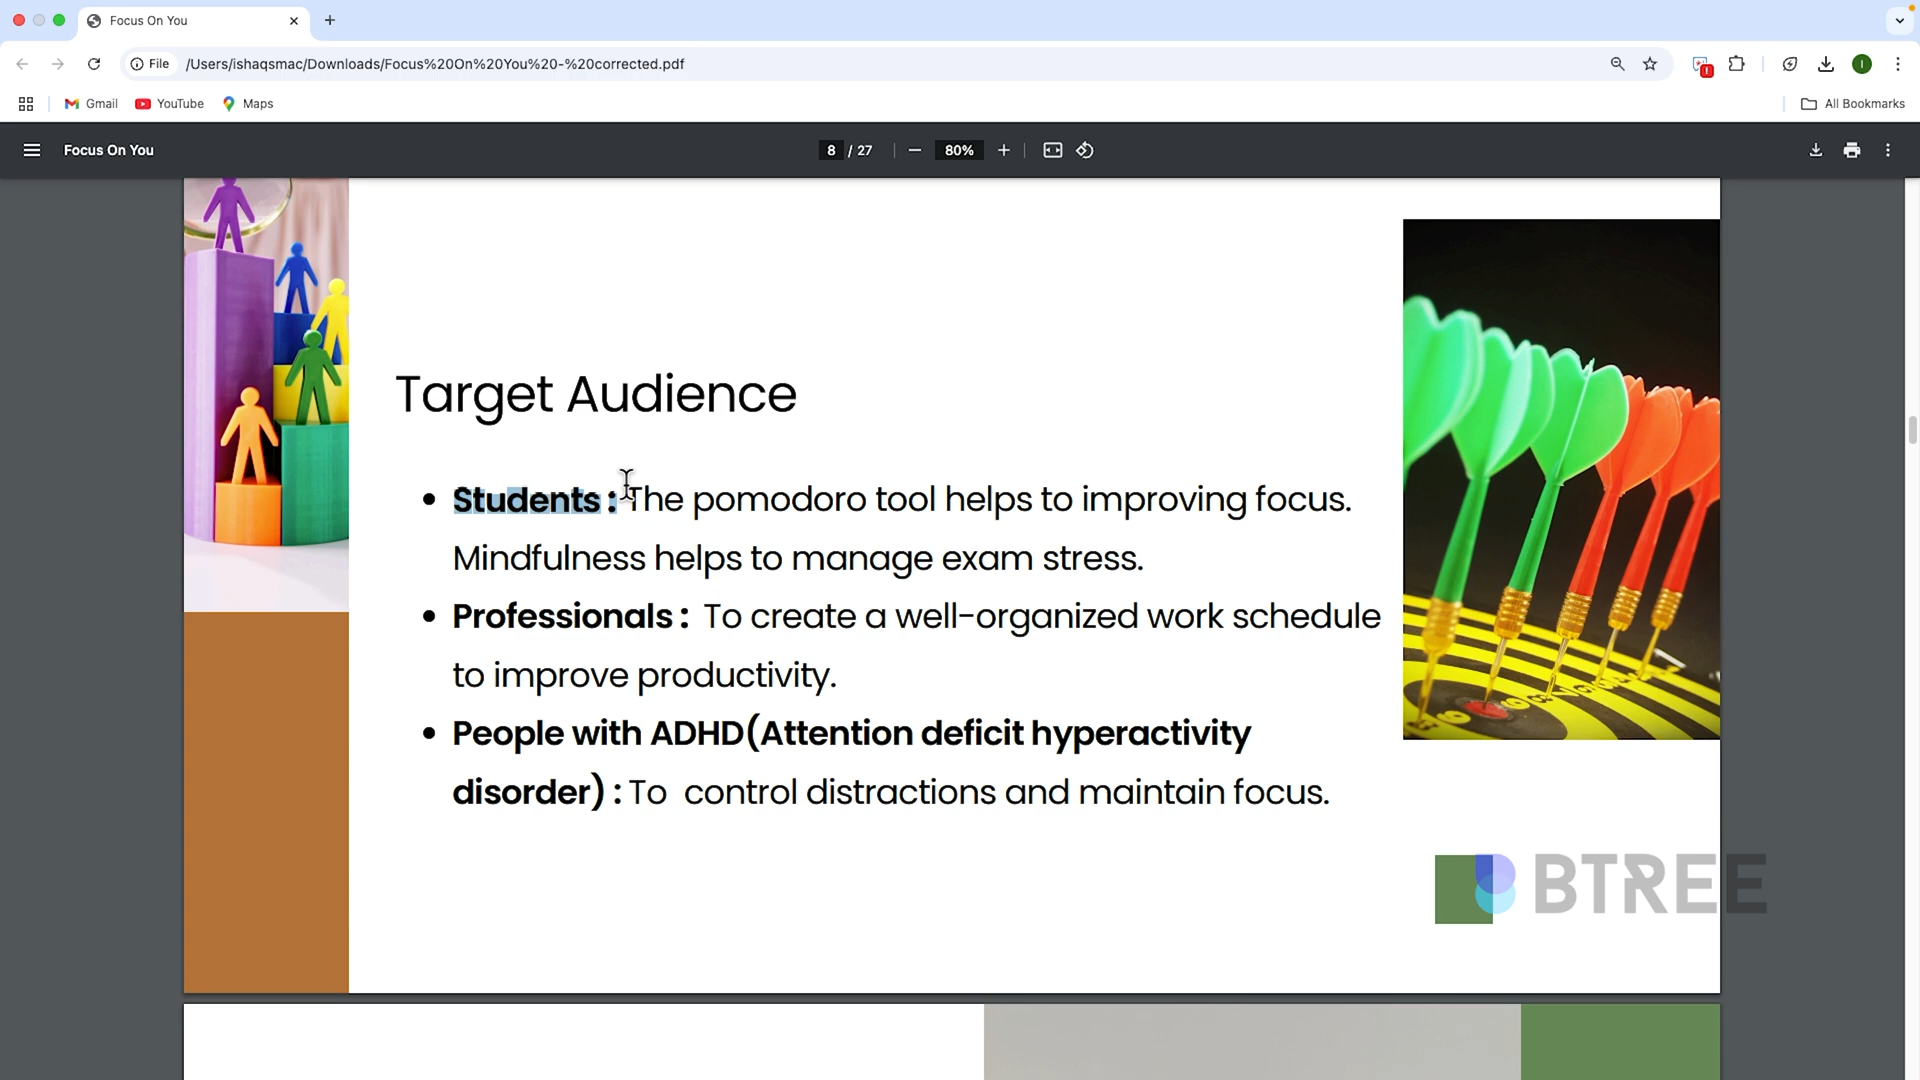 Focus On You
File
/Users/ishaqsmac/Downloads/Focus%20On%20You%20-%20corrected.pdf
Gmail
YouTube
Maps
All Bookmarks
Focus On You
8 / 27
80%
Target Audience
• Students : The pomodoro tool helps to improving focus.
Mindfulness helps to manage exam stress.
• Professionals : To create a well-organized work schedule
to improve productivity.
• People with ADHD(Attention deficit hyperactivity
disorder) : To control distractions and maintain focus.
BTREE